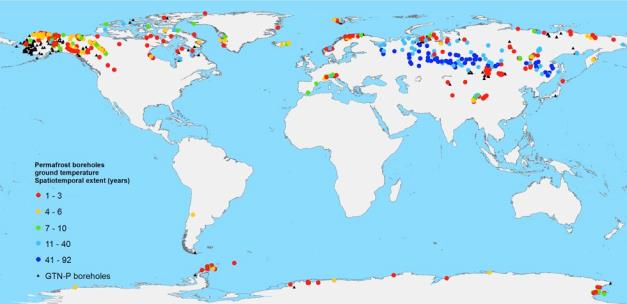 Permafrost boreholes
ground temperature
Spatiotemporal extent (years)
1 - 3
4 - 6
7 - 10
11 - 40
41 - 92
GTN-P boreholes